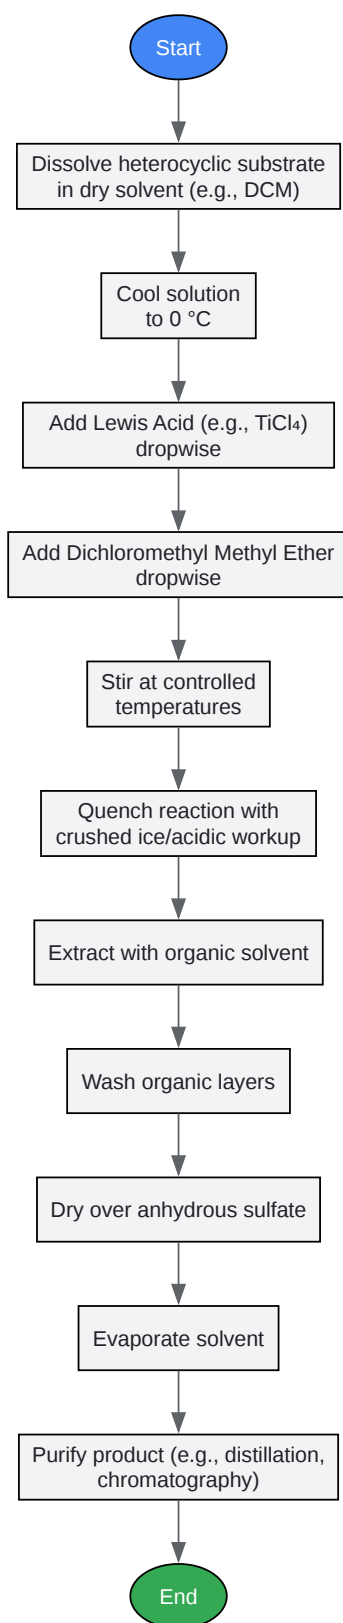 Start
Dissolve heterocyclic substrate
in dry solvent (e.g., DCM)
Cool solution
to 0 °C
Add Lewis Acid (e.g., TiCl₄)
dropwise
Add Dichloromethyl Methyl Ether
dropwise
Stir at controlled
temperatures
Quench reaction with
crushed ice/acidic workup
Extract with organic solvent
Wash organic layers
Dry over anhydrous sulfate
Evaporate solvent
Purify product (e.g., distillation,
chromatography)
End